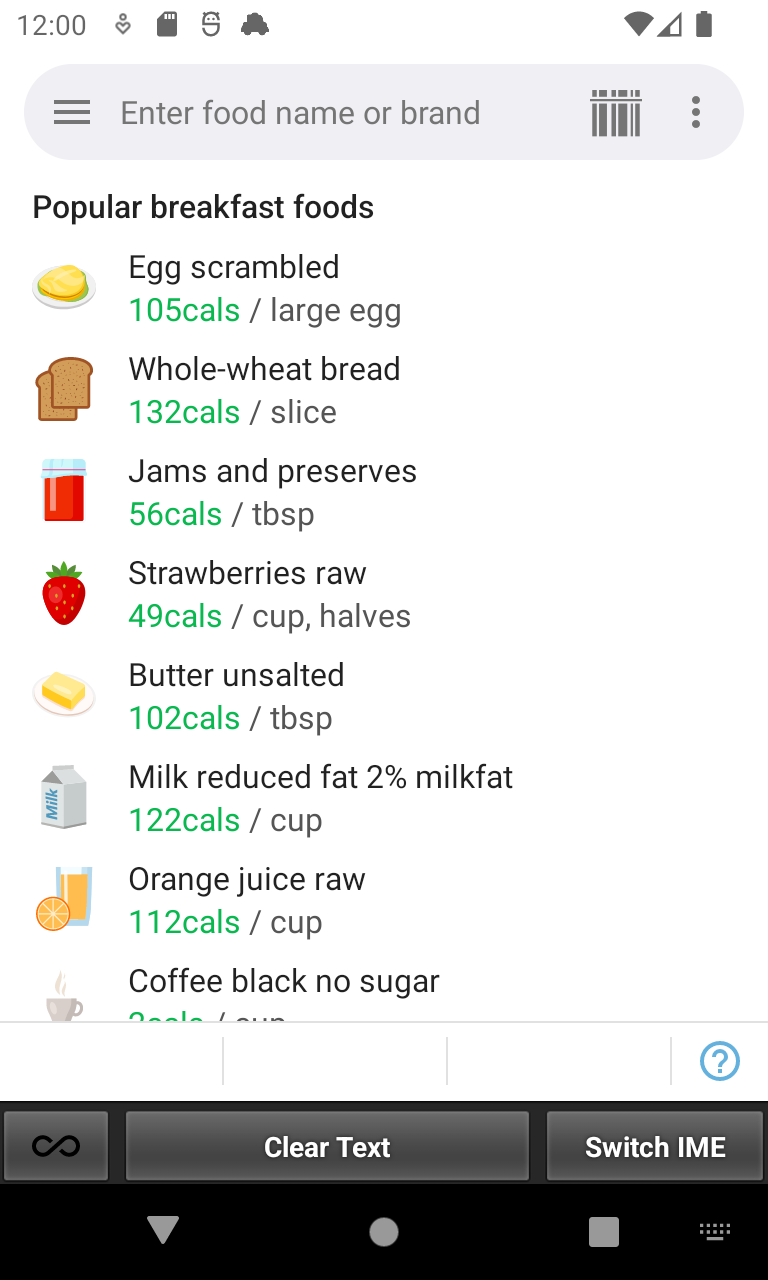 12:00
Enter food name or brand
Popular breakfast foods
Egg scrambled
105cals / large egg
Whole-wheat bread
132cals / slice
Jams and preserves
56cals / tbsp
Strawberries raw
49cals / cup, halves
Butter unsalted
102cals / tbsp
Milk
Milk reduced fat 2% milkfat
122cals / cup
Orange juice raw
112cals / cup
Coffee black no sugar
Clear Text
Switch IME